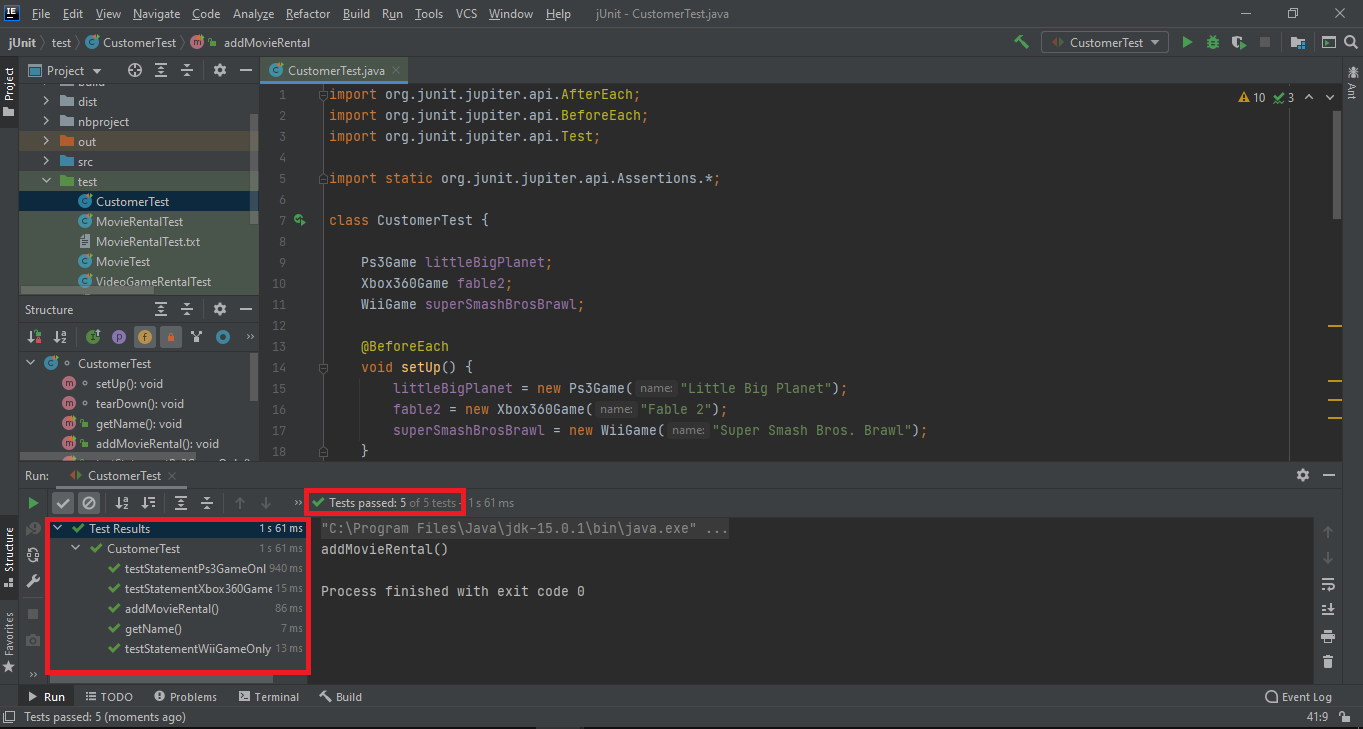 File Edit View Navigate Code Analyze Refactor Build Run Tools VCS Window Help jUnit - CustomerTest.java
jUnit test CustomerTest addMovieRental
CustomerTest
Project
Project
CustomerTest.java
Ant
dist
nbproject
out
src
test
CustomerTest
MovieRentalTest
MovieRentalTest.txt
MovieTest
VideoGameRentalTest
10 3
1 import org.junit.jupiter.api.AfterEach;
2 import org.junit.jupiter.api.BeforeEach;
3 import org.junit.jupiter.api.Test;
4
5 import static org.junit.jupiter.api.Assertions.*;
6
7 class CustomerTest {
8
9 Ps3Game littleBigPlanet;
10 Xbox360Game fable2;
11 WiiGame superSmashBrosBrawl;
12
13 @BeforeEach
14 void setUp() {
15 littleBigPlanet = new Ps3Game( name: "Little Big Planet");
16 fable2 = new Xbox360Game( name: "Fable 2");
17 superSmashBrosBrawl = new WiiGame( name: "Super Smash Bros. Brawl");
18 }
Structure
CustomerTest
setUp(): void
tearDown(): void
getName(): void
addMovieRental(): void
Run: CustomerTest
Tests passed: 5 of 5 tests - 1 s 61 ms
Test Results 1 s 61 ms
CustomerTest 1 s 61 ms
testStatementPs3GameOnl 940 ms
testStatementXbox360Game 15 ms
addMovieRental() 86 ms
getName() 7 ms
testStatementWiiGameOnly 13 ms
"C:\Program Files\Java\jdk-15.0.1\bin\java.exe" ...
addMovieRental()
Process finished with exit code 0
Structure
Favorites
Run TODO Problems Terminal Build Event Log
Tests passed: 5 (moments ago) 41:9